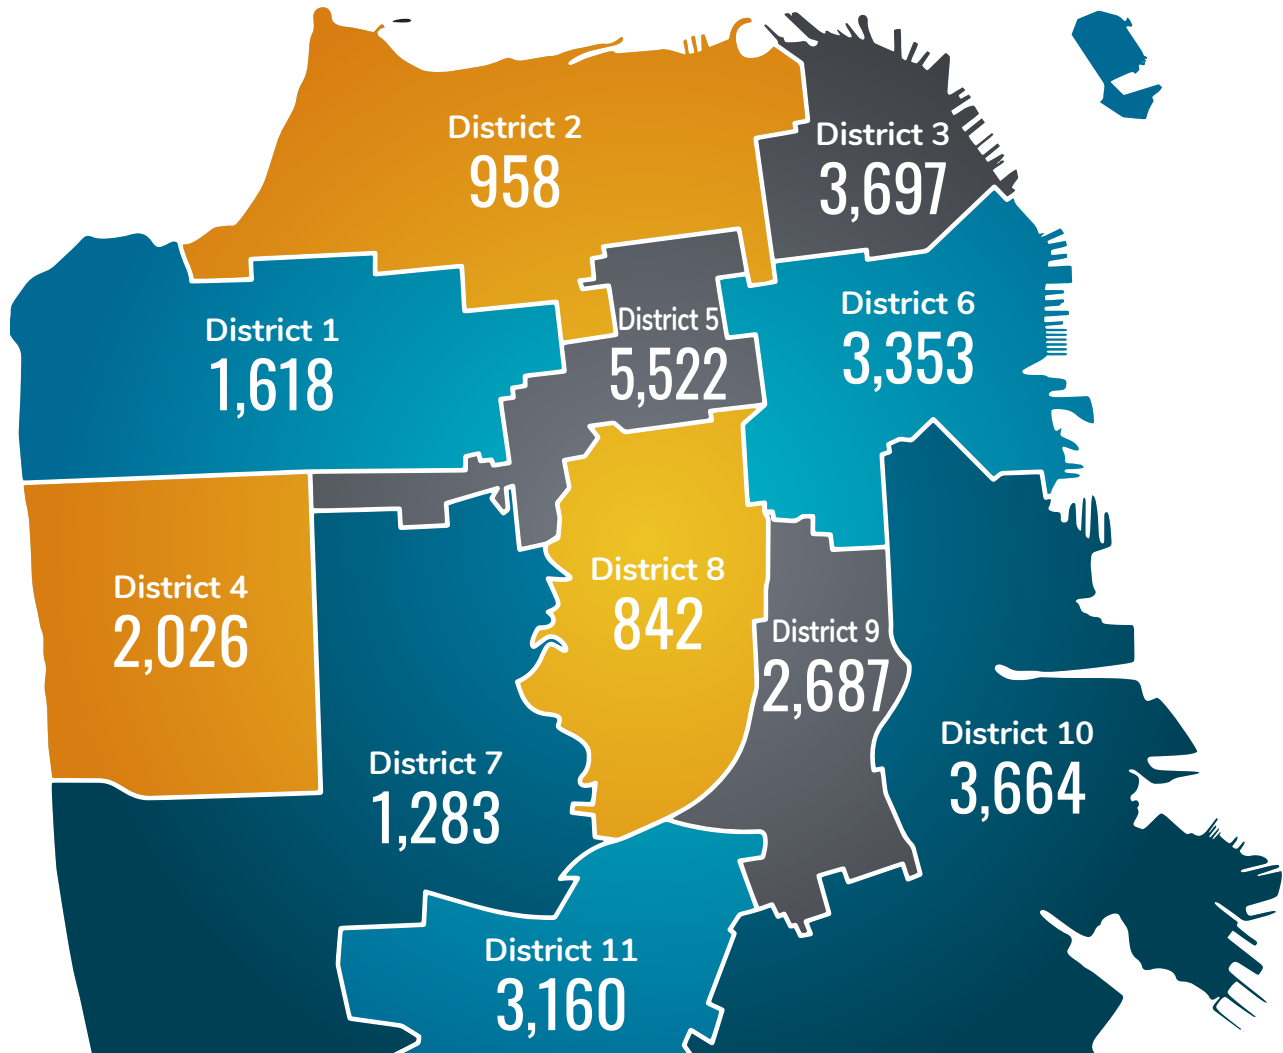 District 2
958
District 3
3,697
District 1
1,618
District 5
5,522
District 6
3,353
District 4
2,026
District 8
842
District 9
2,687
District 7
1,283
District 10
3,664
District 11
3,160